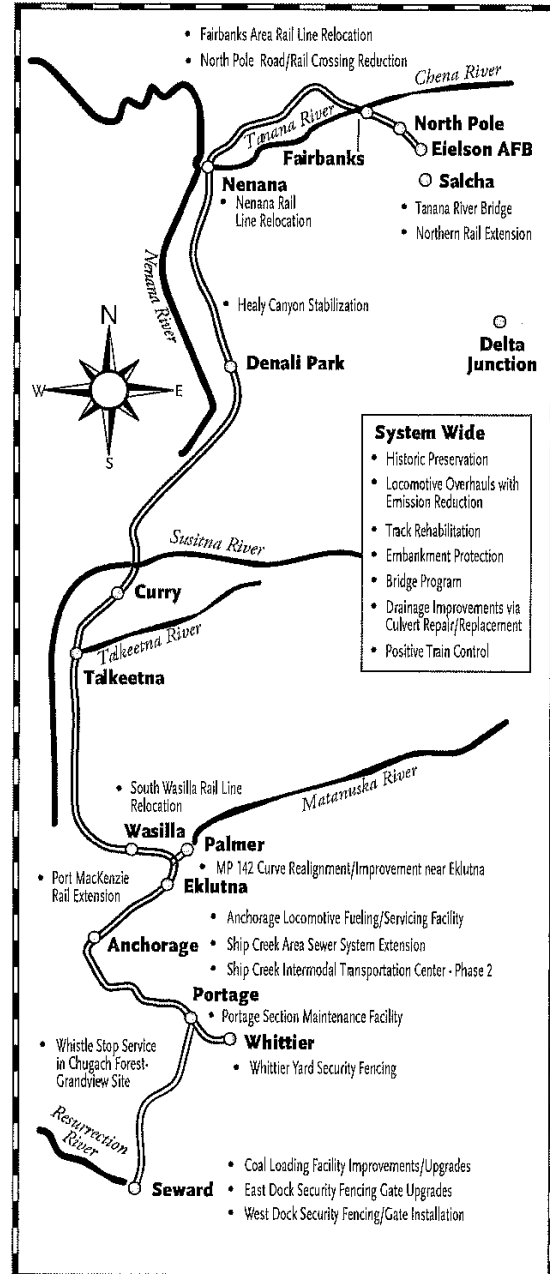 • Fairbanks Area Rail Line Relocation
• North Pole Road/Rail Crossing Reduction
Chena River
Tanana River
North Pole
Fairbanks
Eielson AFB
Nenana
Salcha
• Nenana Rail
Line Relocation
• Tanana River Bridge
• Northern Rail Extension
Nenana River
• Healy Canyon Stabilization
N
W
E
S
Delta
Junction
Denali Park
System Wide
• Historic Preservation
• Locomotive Overhauls with
Emission Reduction
• Track Rehabilitation
• Embankment Protection
• Bridge Program
• Drainage Improvements via
Culvert Repair/Replacement
• Positive Train Control
Susitna River
Curry
Talkeetna River
Talkeetna
• South Wasilla Rail Line
Relocation
Matanuska River
Wasilla
Palmer
• MP 142 Curve Realignment/Improvement near Eklutna
• Port MacKenzie
Rail Extension
Eklutna
• Anchorage Locomotive Fueling/Servicing Facility
Anchorage
• Ship Creek Area Sewer System Extension
• Ship Creek Intermodal Transportation Center - Phase 2
Portage
• Portage Section Maintenance Facility
• Whistle Stop Service
in Chugach Forest-
Grandview Site
Whittier
• Whittier Yard Security Fencing
Resurrection
River
Seward
• Coal Loading Facility Improvements/Upgrades
• East Dock Security Fencing Gate Upgrades
• West Dock Security Fencing/Gate Installation